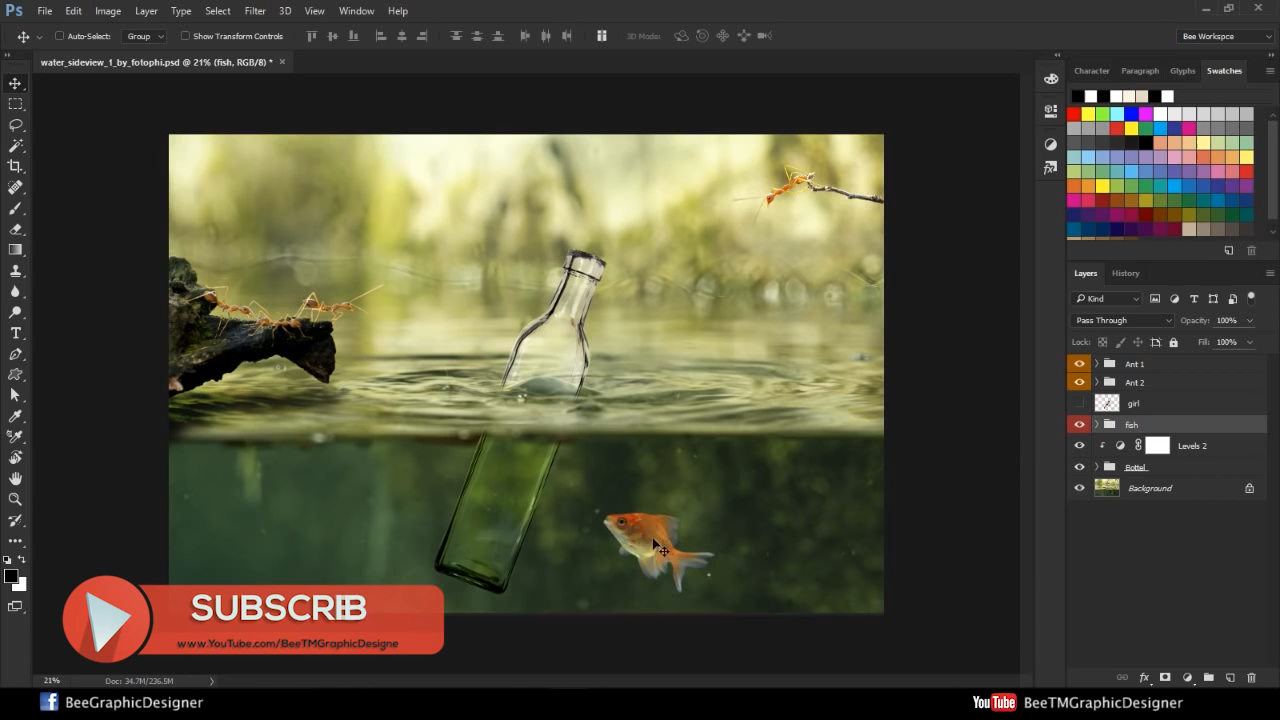 Ps File Edit Image Layer Type Select Filter 3D View Window Help
Auto-Select: Group Show Transform Controls 3D Mode: Bee Workspce
water_sideview_1_by_fotophi.psd @ 21% (fish, RGB/8) * ×
Character Paragraph Glyphs Swatches
Layers History
Kind
Pass Through Opacity: 100%
Lock: Fill: 100%
Ant 1
Ant 2
girl
fish
Levels 2
Bottel
Background
SUBSCRIB
www.YouTube.com/BeeTMGraphicDesigne
21% Doc: 34.7M/236.5M
f BeeGraphicDesigner
YouTube BeeTMGraphicDesigner